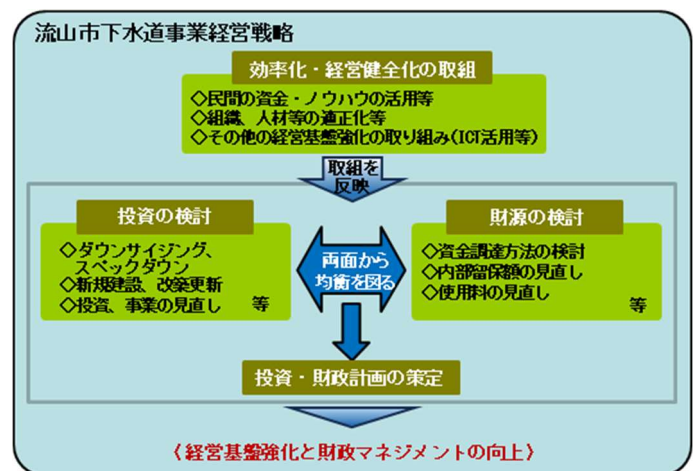 流山市下水道事業経営戦略
効率化・経営健全化の取組
◇民間の資金・ノウハウの活用等
◇組織、人材等の適正化等
◇その他の経営基盤強化の取り組み(ICT活用等)
取組を
反映
投資の検討
◇ダウンサイジング、
スペックダウン
◇新規建設、改築更新
◇投資、事業の見直し 等
両面から
均衡を図る
財源の検討
◇資金調達方法の検討
◇内部留保額の見直し
◇使用料の見直し
等
投資・財政計画の策定
〈経営基盤強化と財政マネジメントの向上〉